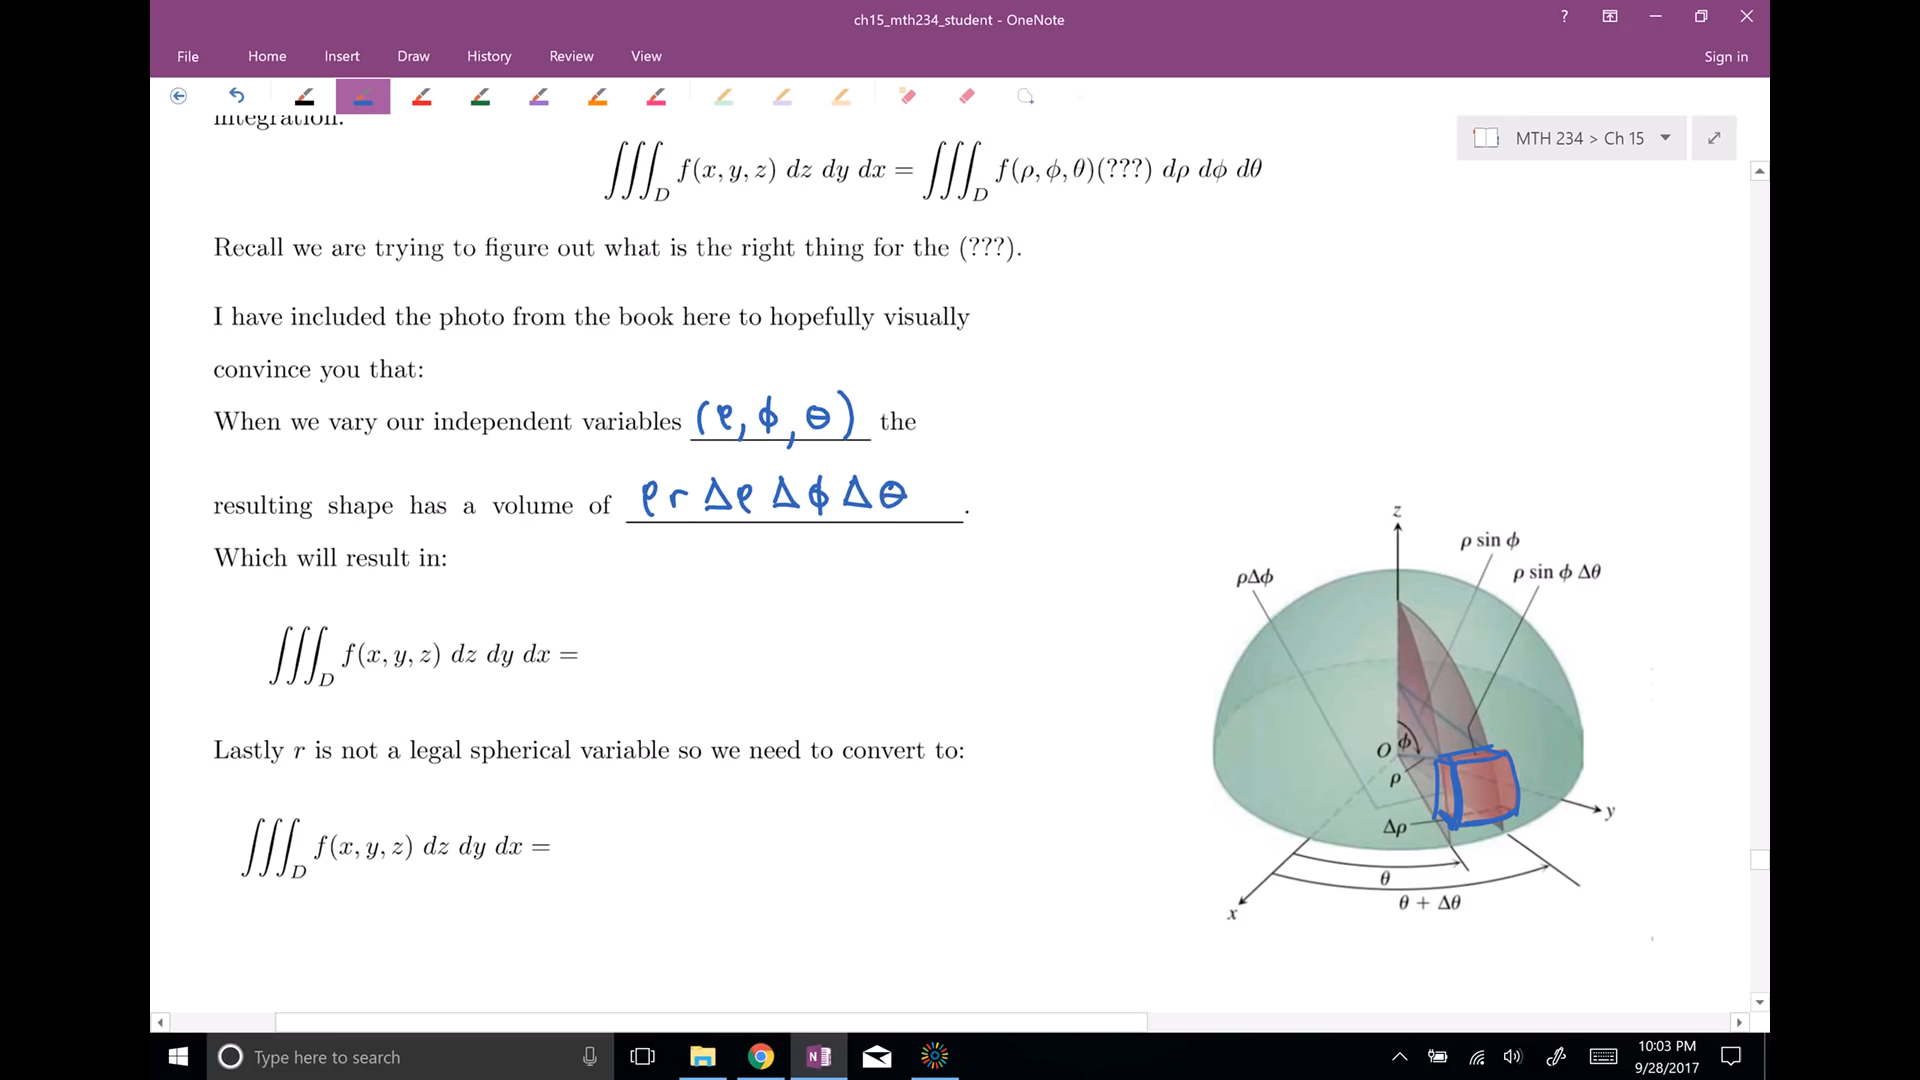 ch15_mth234_student - OneNote
?
File Home Insert Draw History Review View Sign in
integration:
MTH 234 > Ch 15
∭_D f(x, y, z) dz dy dx = ∭_D f(ρ, ϕ, θ)(???) dρ dϕ dθ
Recall we are trying to figure out what is the right thing for the (???).
I have included the photo from the book here to hopefully visually
convince you that:
When we vary our independent variables (ρ, ϕ, θ) the
resulting shape has a volume of ρ r Δρ Δϕ Δθ .
Which will result in:
∭_D f(x, y, z) dz dy dx =
Lastly r is not a legal spherical variable so we need to convert to:
∭_D f(x, y, z) dz dy dx =
z
ρ sin ϕ
ρΔϕ
ρ sin ϕ Δθ
O ϕ
ρ
Δρ
y
θ
θ + Δθ
x
Type here to search
10:03 PM
9/28/2017